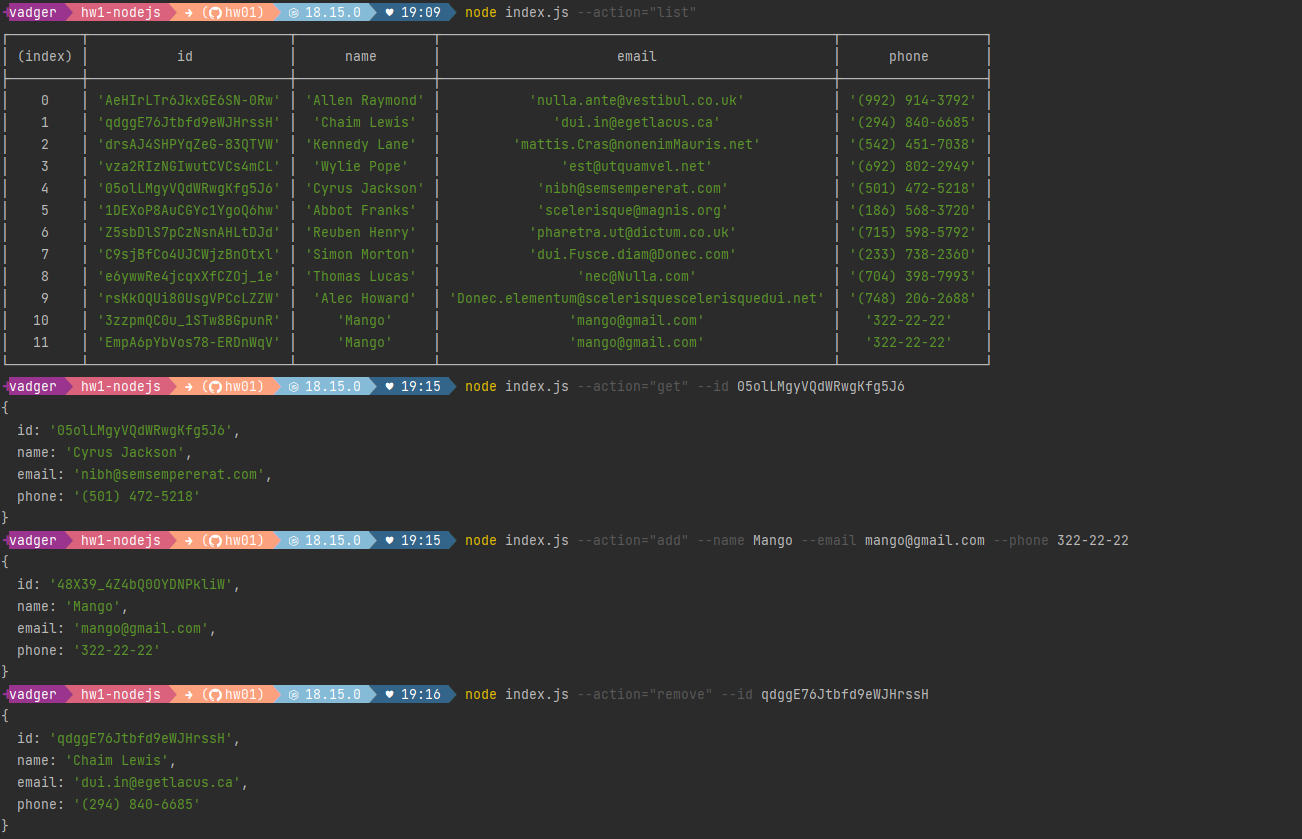 vadger hw1-nodejs → (hw01) 18.15.0 ♥ 19:09 node index.js --action="list"
(index) id name email phone
0 'AeHIrLTr6JkxGE6SN-0Rw' 'Allen Raymond' 'nulla.ante@vestibul.co.uk' '(992) 914-3792'
1 'qdggE76Jtbfd9eWJHrssH' 'Chaim Lewis' 'dui.in@egetlacus.ca' '(294) 840-6685'
2 'drsAJ4SHPYqZeG-83QTVW' 'Kennedy Lane' 'mattis.Cras@nonenimMauris.net' '(542) 451-7038'
3 'vza2RIzNGIwutCVCs4mCL' 'Wylie Pope' 'est@utquamvel.net' '(692) 802-2949'
4 '05olLMgyVQdWRwgKfg5J6' 'Cyrus Jackson' 'nibh@semsempererat.com' '(501) 472-5218'
5 '1DEXoP8AuCGYc1YgoQ6hw' 'Abbot Franks' 'scelerisque@magnis.org' '(186) 568-3720'
6 'Z5sbDlS7pCzNsnAHLtDJd' 'Reuben Henry' 'pharetra.ut@dictum.co.uk' '(715) 598-5792'
7 'C9sjBfCo4UJCWjzBnOtxl' 'Simon Morton' 'dui.Fusce.diam@Donec.com' '(233) 738-2360'
8 'e6ywwRe4jcqxXfCZOj_1e' 'Thomas Lucas' 'nec@Nulla.com' '(704) 398-7993'
9 'rsKkOQUi80UsgVPCcLZZW' 'Alec Howard' 'Donec.elementum@scelerisquescelerisquedui.net' '(748) 206-2688'
10 '3zzpmQC0u_1STw8BGpunR' 'Mango' 'mango@gmail.com' '322-22-22'
11 'EmpA6pYbVos78-ERDnWqV' 'Mango' 'mango@gmail.com' '322-22-22'
vadger hw1-nodejs → (hw01) 18.15.0 ♥ 19:15 node index.js --action="get" --id 05olLMgyVQdWRwgKfg5J6
{
id: '05olLMgyVQdWRwgKfg5J6',
name: 'Cyrus Jackson',
email: 'nibh@semsempererat.com',
phone: '(501) 472-5218'
}
vadger hw1-nodejs → (hw01) 18.15.0 ♥ 19:15 node index.js --action="add" --name Mango --email mango@gmail.com --phone 322-22-22
{
id: '48X39_4Z4bQ0OYDNPkliW',
name: 'Mango',
email: 'mango@gmail.com',
phone: '322-22-22'
}
vadger hw1-nodejs → (hw01) 18.15.0 ♥ 19:16 node index.js --action="remove" --id qdggE76Jtbfd9eWJHrssH
{
id: 'qdggE76Jtbfd9eWJHrssH',
name: 'Chaim Lewis',
email: 'dui.in@egetlacus.ca',
phone: '(294) 840-6685'
}